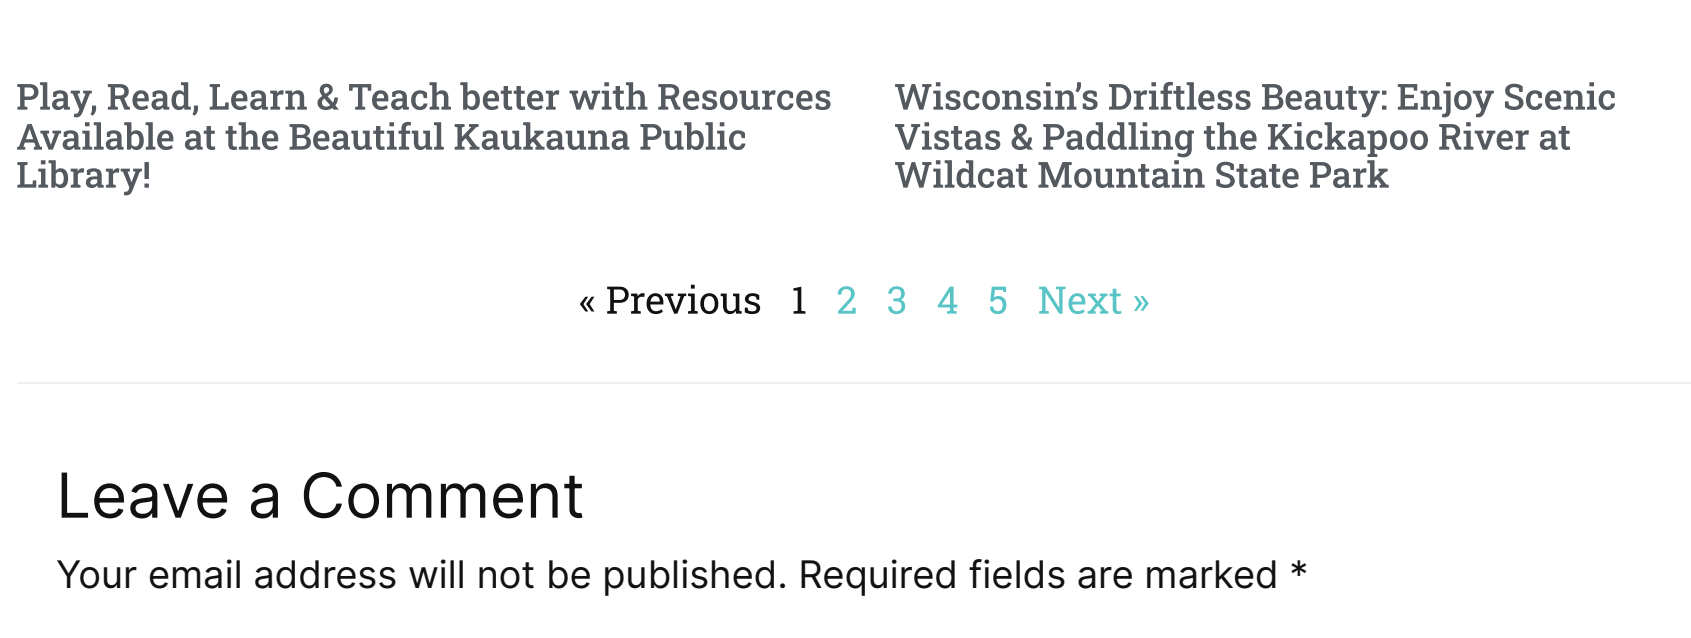 Play, Read, Learn & Teach better with Resources
Available at the Beautiful Kaukauna Public
Library!
Wisconsin’s Driftless Beauty: Enjoy Scenic
Vistas & Paddling the Kickapoo River at
Wildcat Mountain State Park
« Previous 1 2 3 4 5 Next »
Leave a Comment
Your email address will not be published. Required fields are marked *